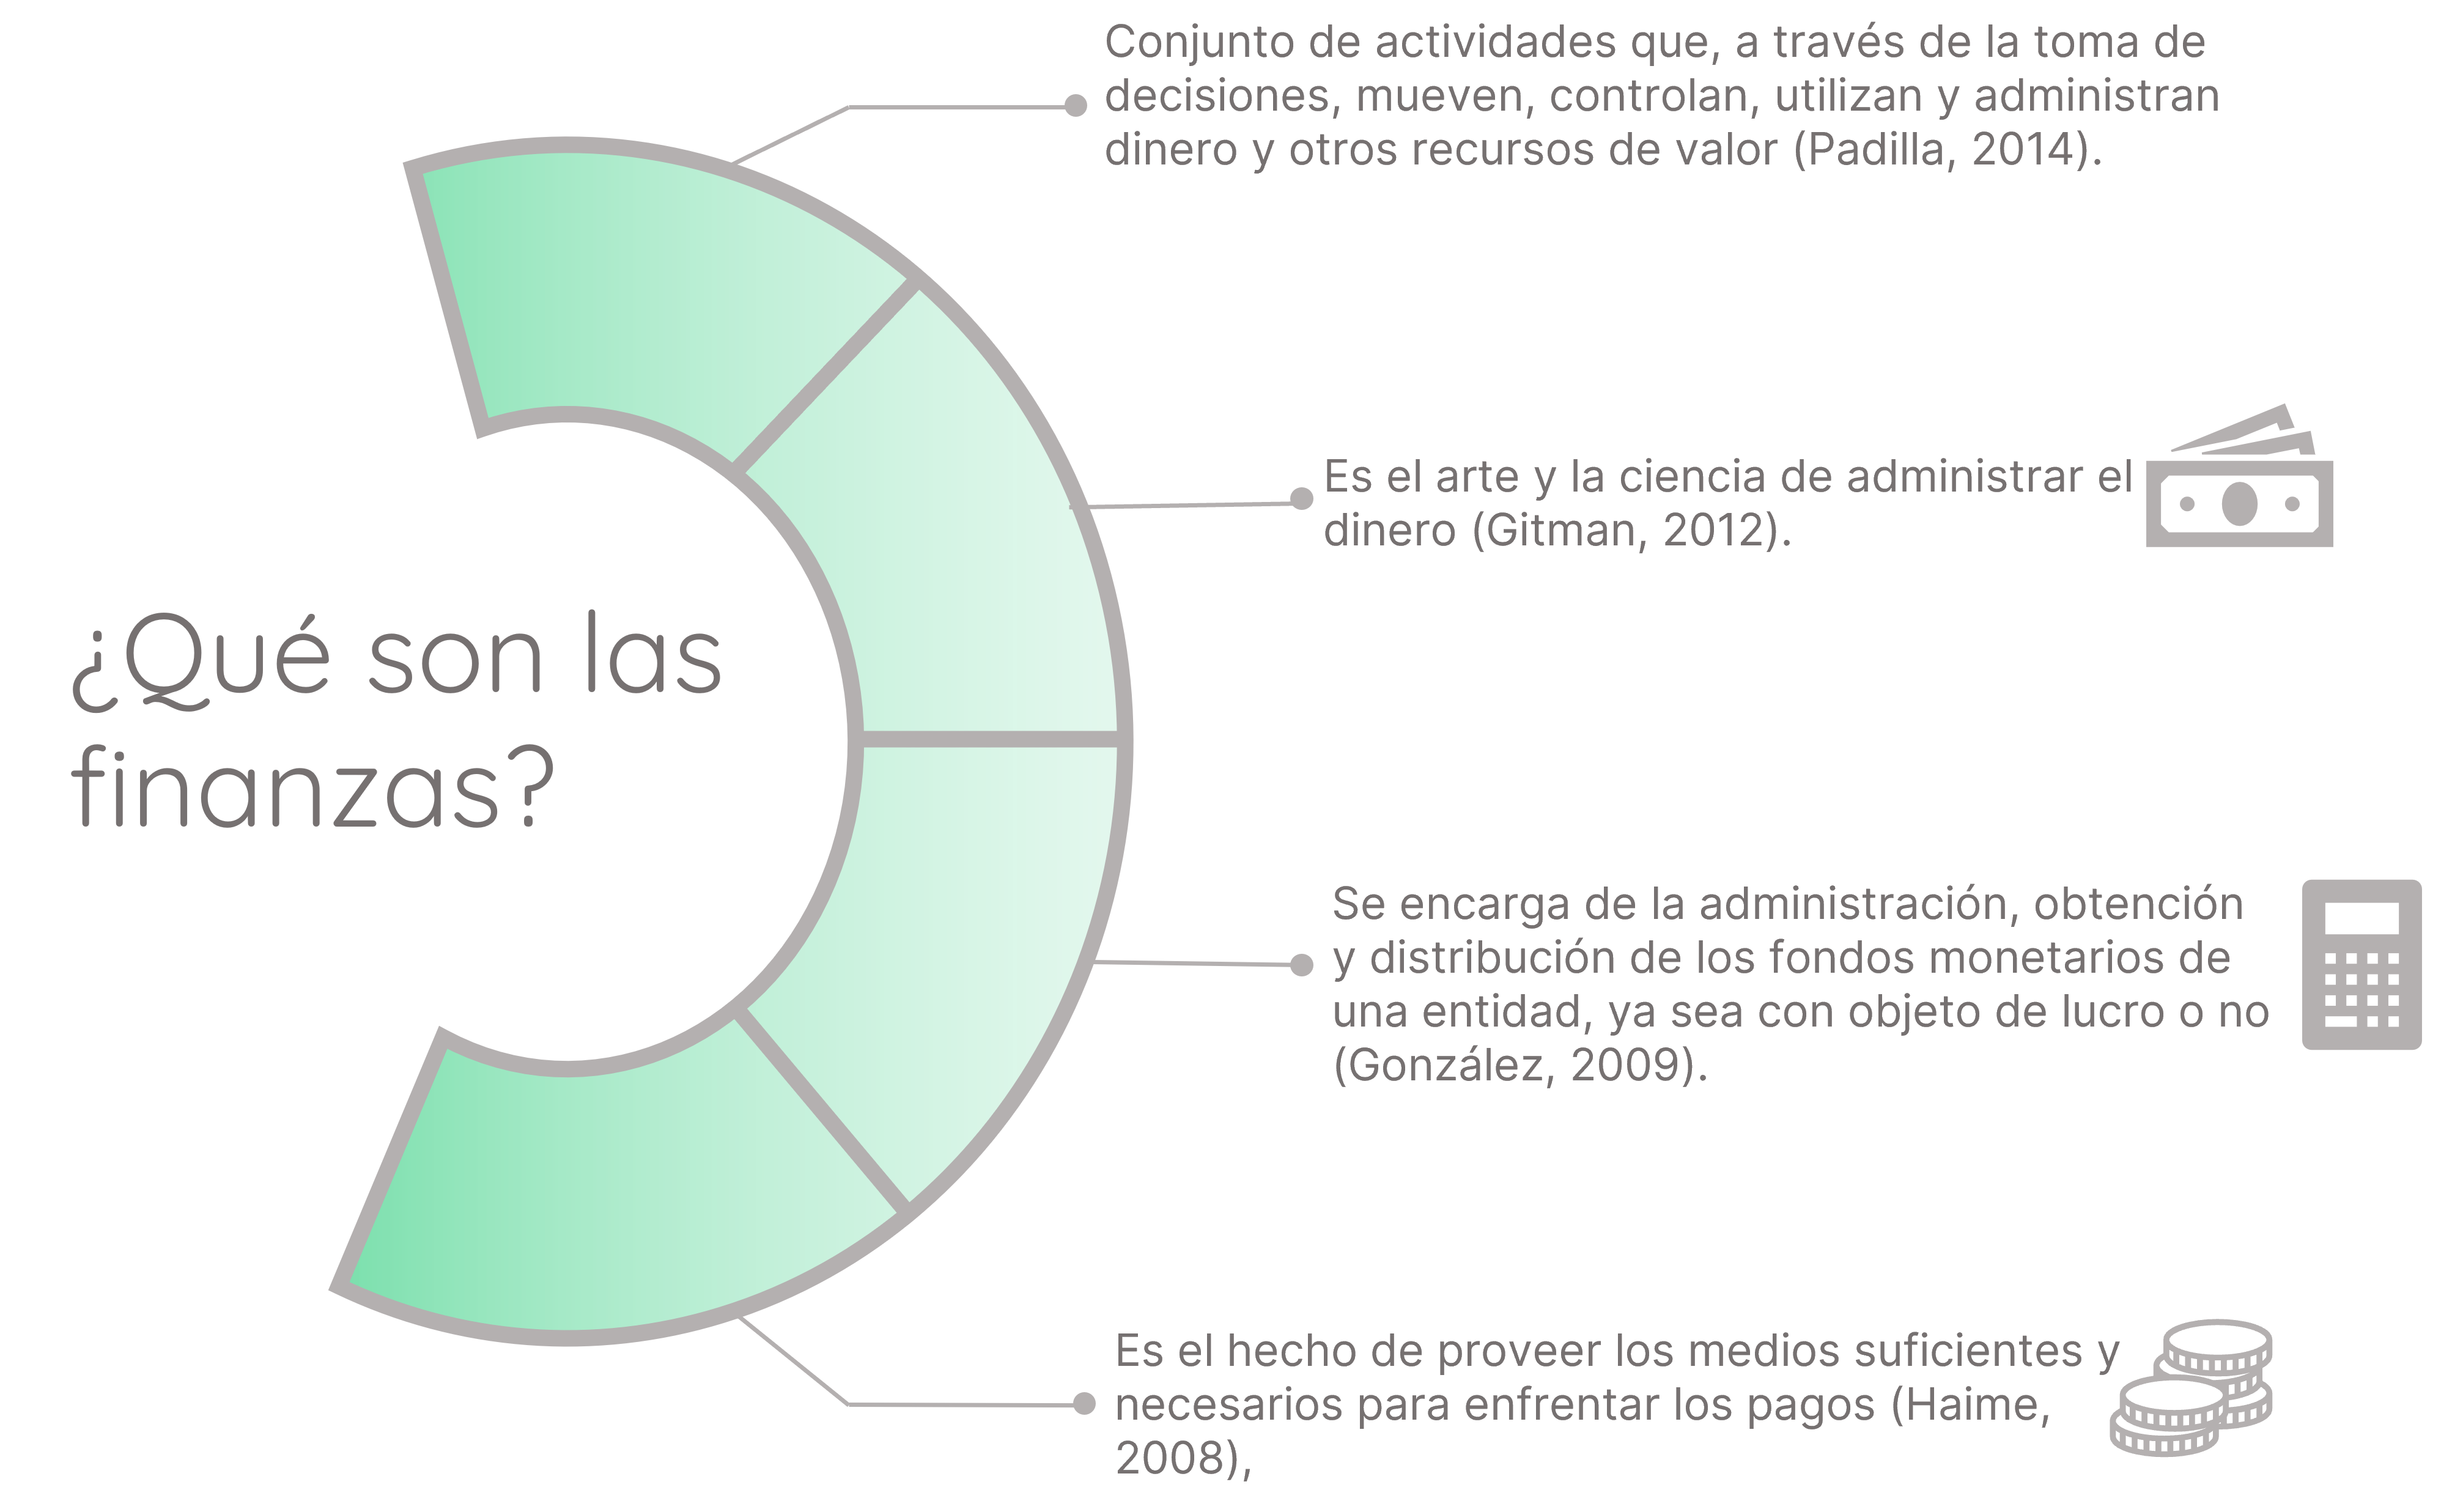 Conjunto de actividades que, a través de la toma de
decisiones, mueven, controlan, utilizan y administran
dinero y otros recursos de valor (Padilla, 2014).
Es el arte y la ciencia de administrar el
dinero (Gitman, 2012).
¿Qué son las
finanzas?
Se encarga de la administración, obtención
y distribución de los fondos monetarios de
una entidad, ya sea con objeto de lucro o no
(González, 2009).
Es el hecho de proveer los medios suficientes y
necesarios para enfrentar los pagos (Haime,
2008),